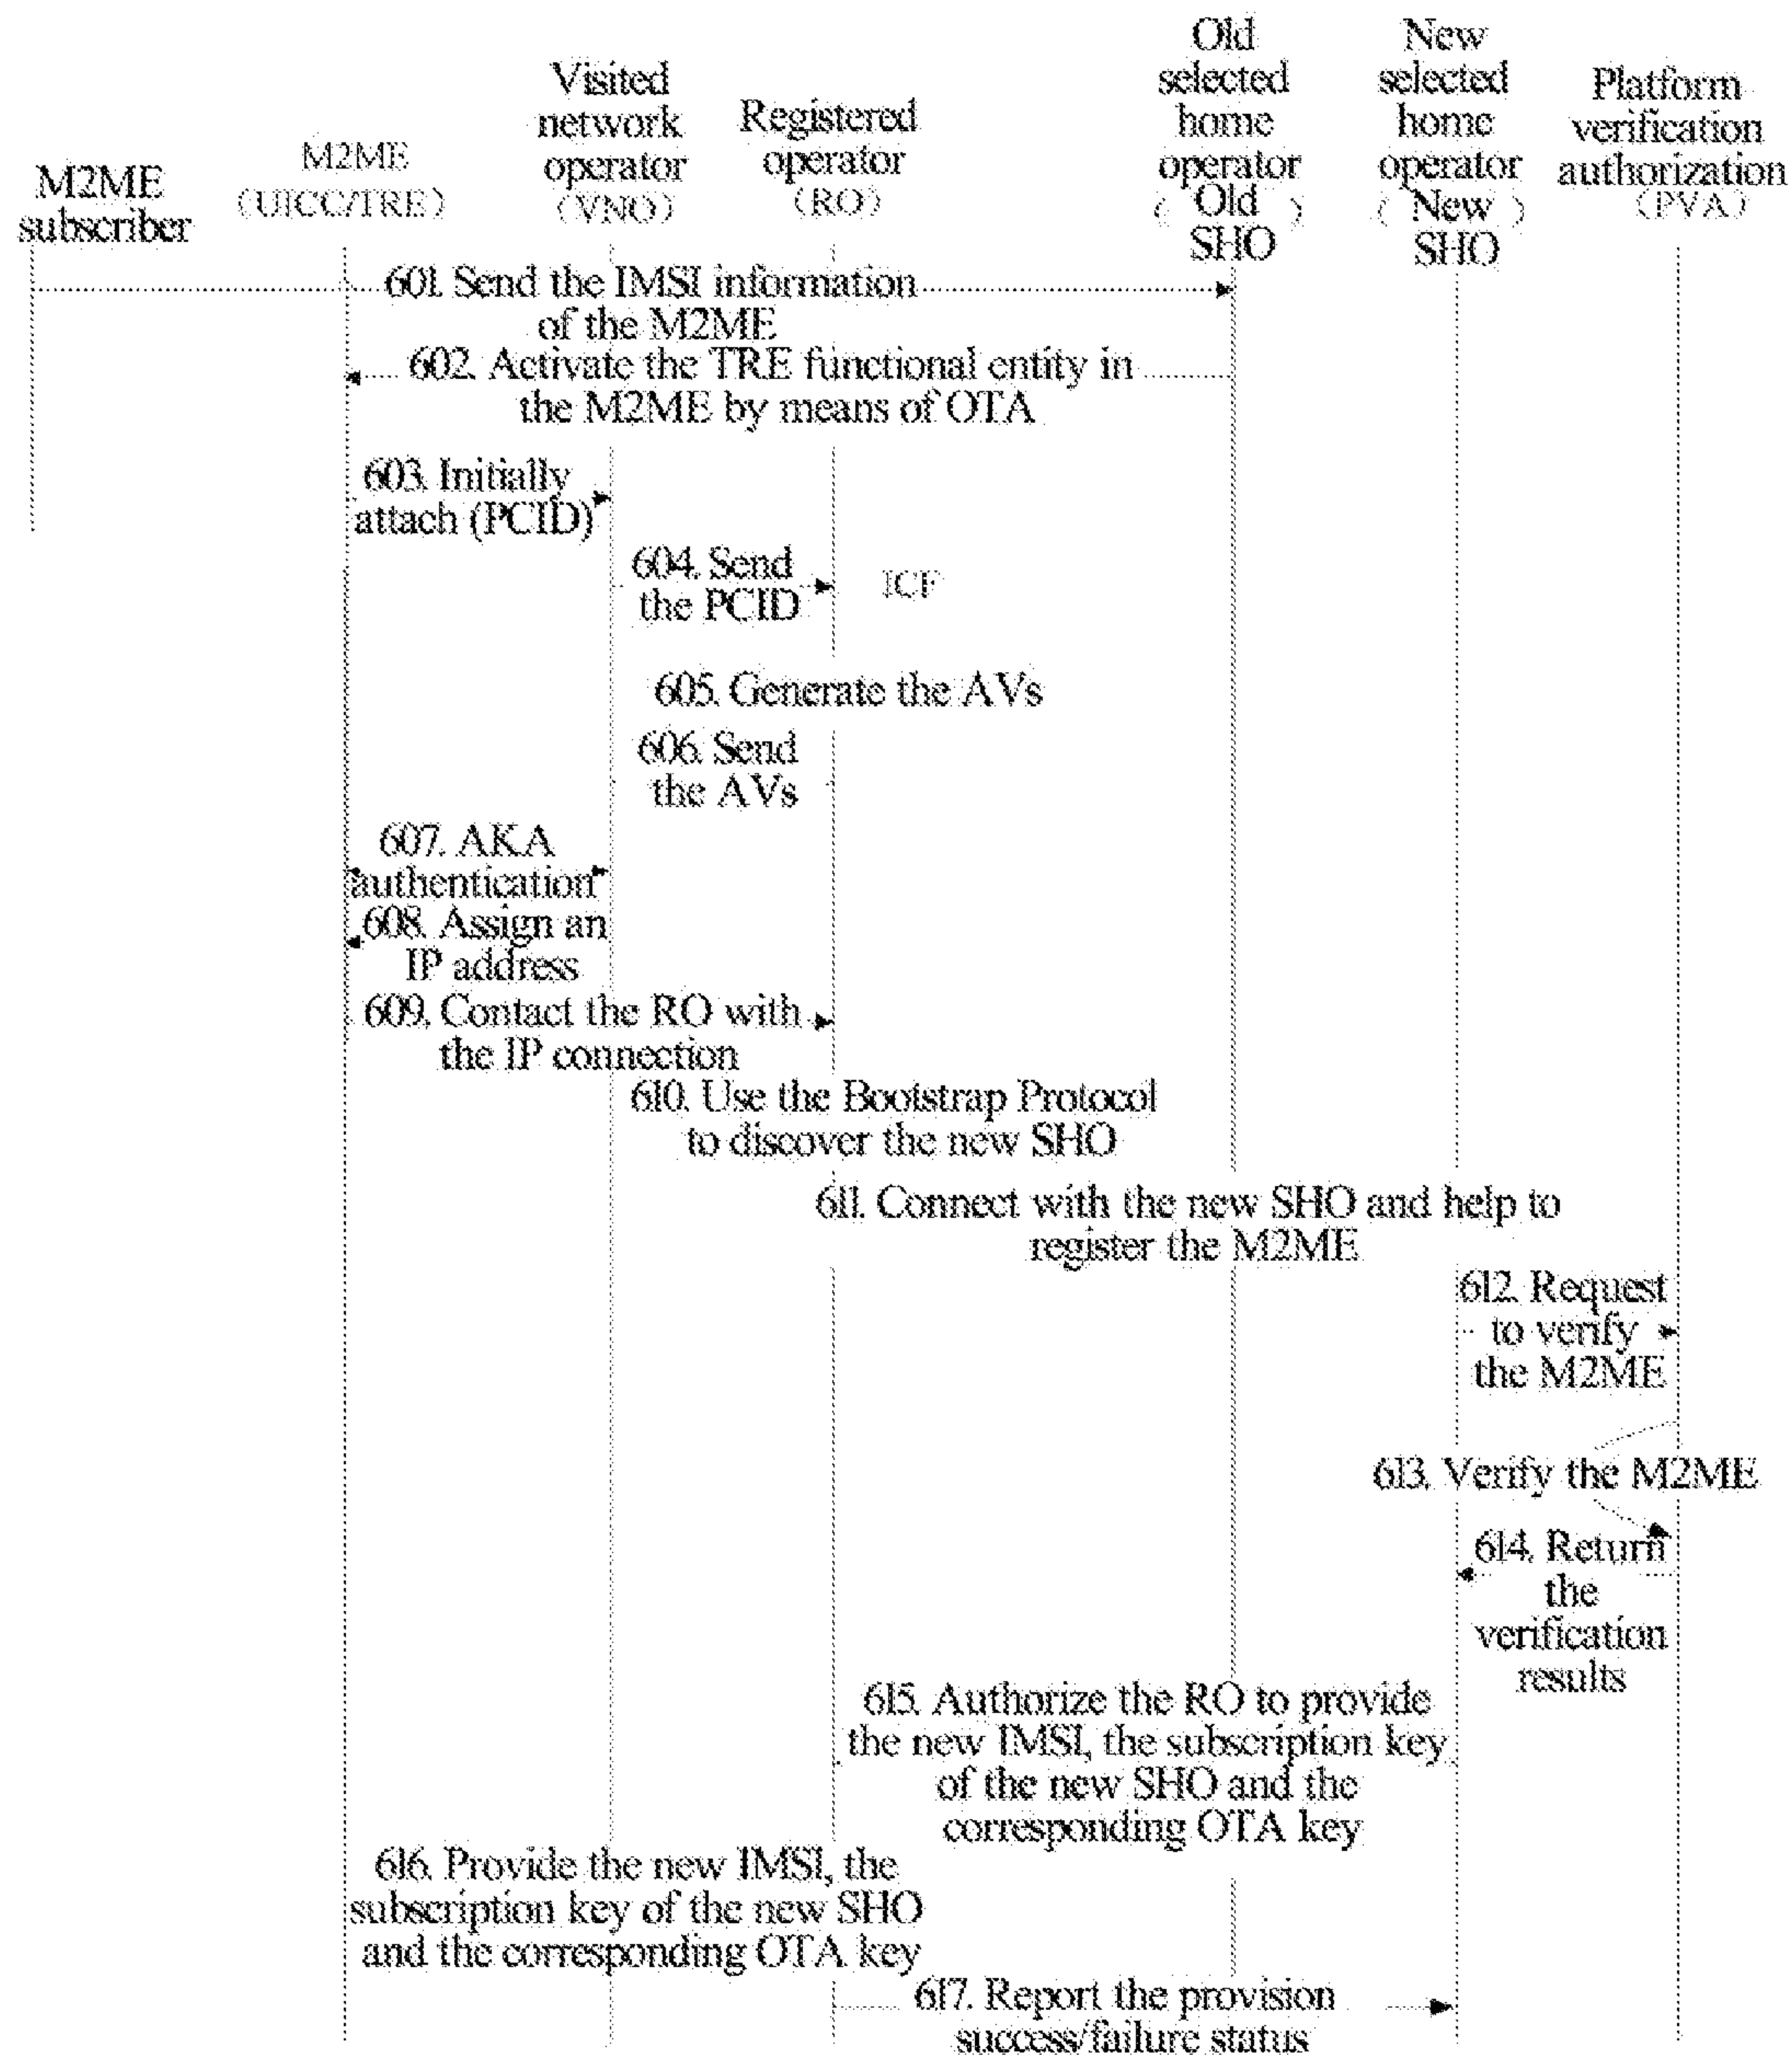 M2ME
subscriber
M2ME
(UICC/TRE)
Visited
network
operator
(VNO)
Registered
operator
(RO)
Old
selected
home
operator
( Old )
SHO
New
selected
home
operator
( New )
SHO
Platform
verification
authorization
(PVA)
601. Send the IMSI information
of the M2ME
602. Activate the TRE functional entity in
the M2ME by means of OTA
603. Initially
attach (PCID)
604. Send
the PCID
ICF
605. Generate the AVs
606. Send
the AVs
607. AKA
authentication
608. Assign an
IP address
609. Contact the RO with
the IP connection
610. Use the Bootstrap Protocol
to discover the new SHO
611. Connect with the new SHO and help to
register the M2ME
612. Request
to verify
the M2ME
613. Verify the M2ME
614. Return
the
verification
results
615. Authorize the RO to provide
the new IMSI, the subscription key
of the new SHO and the
corresponding OTA key
616. Provide the new IMSI, the
subscription key of the new SHO
and the corresponding OTA key
617. Report the provision
success/failure status